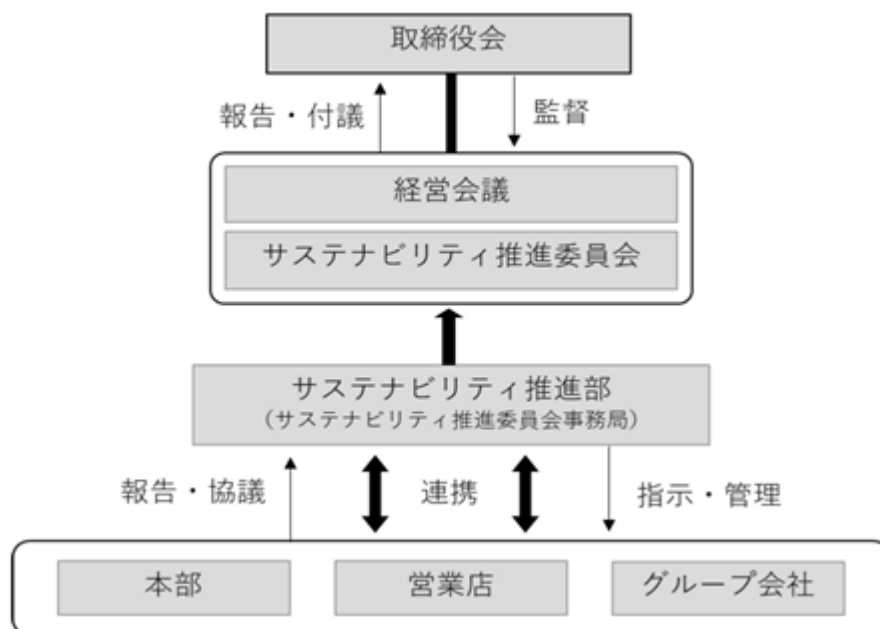 取締役会
報告・付議
監督
経営会議
サステナビリティ推進委員会
サステナビリティ推進部
（サステナビリティ推進委員会事務局）
報告・協議
連携
指示・管理
本部
営業店
グループ会社